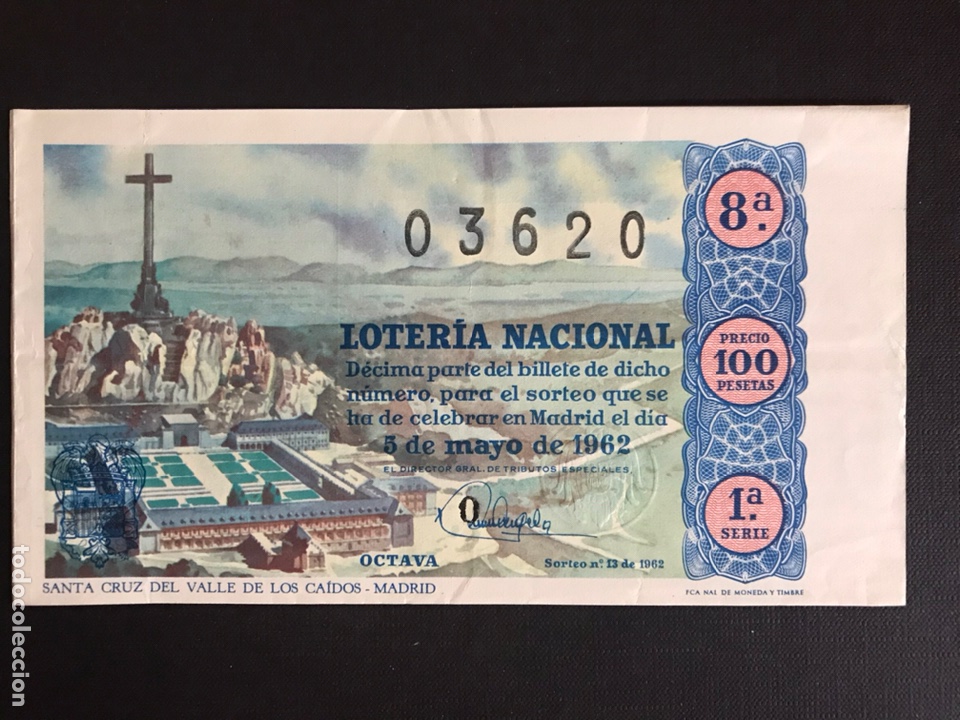 03620
8.ª
LOTERÍA NACIONAL
Décima parte del billete de dicho
número, para el sorteo que se
ha de celebrar en Madrid el día
5 de mayo de 1962
EL DIRECTOR GRAL. DE TRIBUTOS ESPECIALES,
0
OCTAVA
Sorteo n.º 13 de 1962
PRECIO
100
PESETAS
1.ª
SERIE
SANTA CRUZ DEL VALLE DE LOS CAÍDOS - MADRID
FCA NAL DE MONEDA Y TIMBRE
todocoleccion